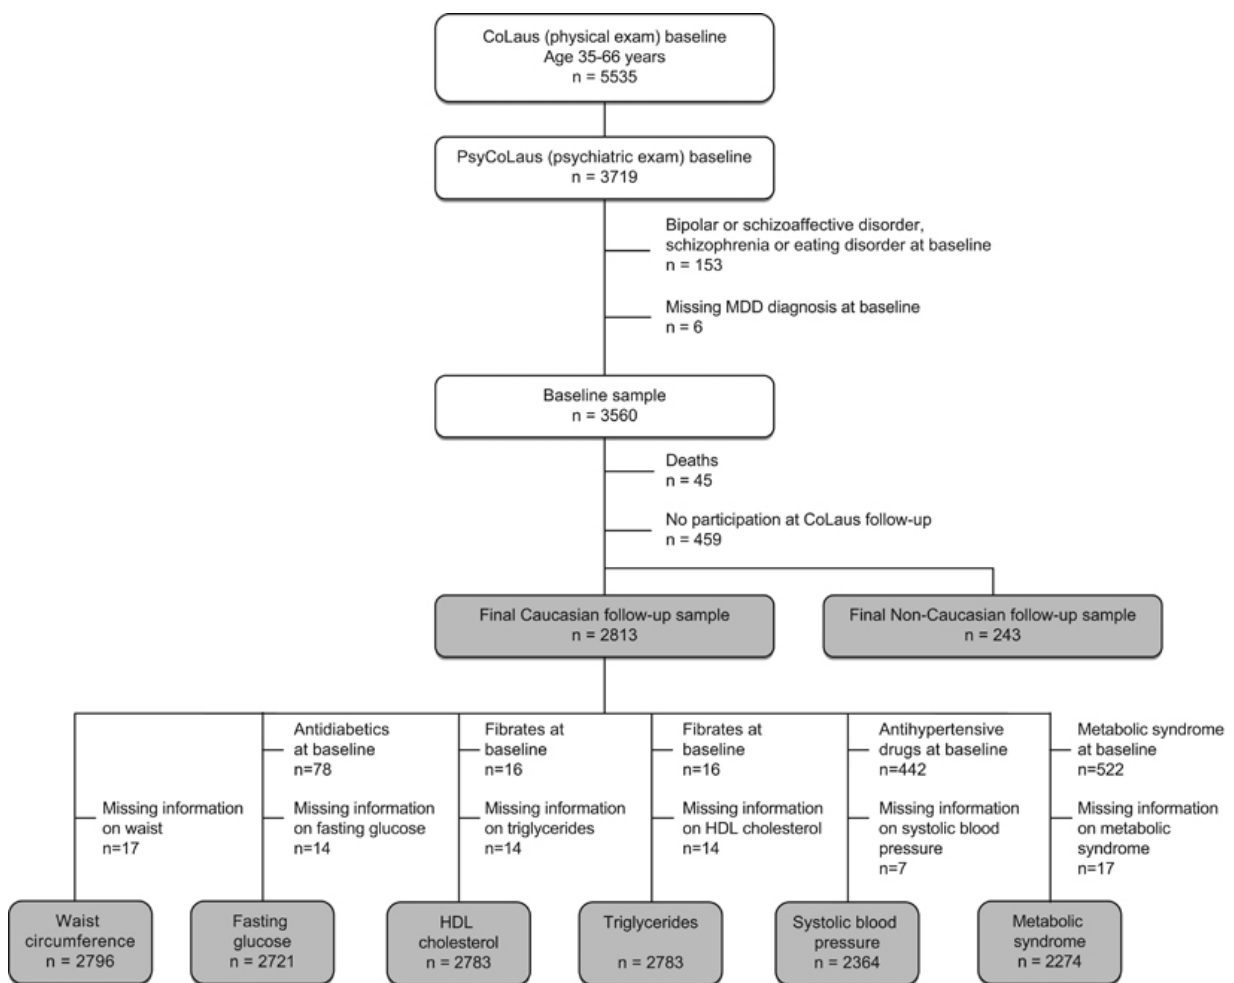 CoLaus (physical exam) baseline
Age 35-66 years
n = 5535
PsyCoLaus (psychiatric exam) baseline
n = 3719
Bipolar or schizoaffective disorder,
schizophrenia or eating disorder at baseline
n = 153
Missing MDD diagnosis at baseline
n = 6
Baseline sample
n = 3560
Deaths
n = 45
No participation at CoLaus follow-up
n = 459
Final Caucasian follow-up sample
n = 2813
Final Non-Caucasian follow-up sample
n = 243
Missing information
on waist
n=17
Antidiabetics
at baseline
n=78
Missing information
on fasting glucose
n=14
Fibrates at
baseline
n=16
Missing information
on triglycerides
n=14
Fibrates at
baseline
n=16
Missing information
on HDL cholesterol
n=14
Antihypertensive
drugs at baseline
n=442
Missing information
on systolic blood
pressure
n=7
Metabolic syndrome
at baseline
n=522
Missing information
on metabolic
syndrome
n=17
Waist
circumference
n = 2796
Fasting
glucose
n = 2721
HDL
cholesterol
n = 2783
Triglycerides
n = 2783
Systolic blood
pressure
n = 2364
Metabolic
syndrome
n = 2274